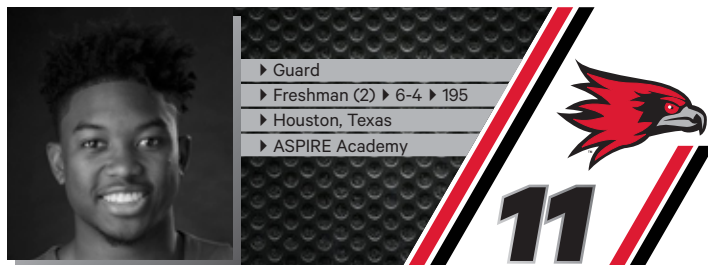 Guard
Freshman (2) ▸ 6-4 ▸ 195
Houston, Texas
ASPIRE Academy
11